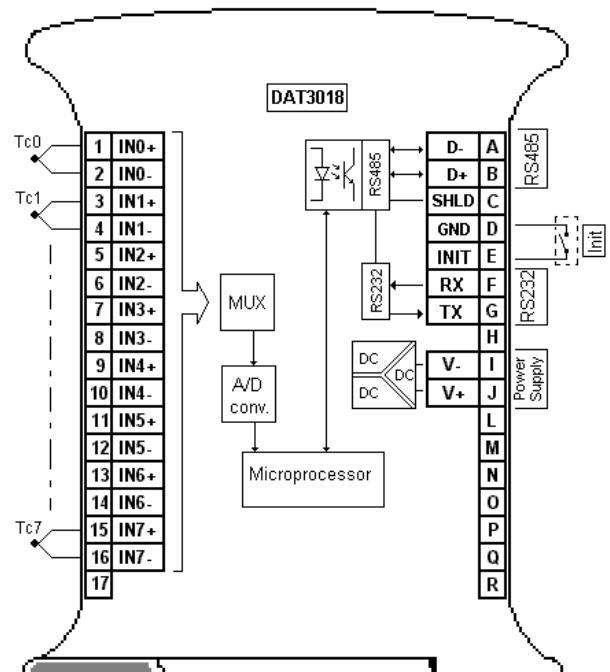 DAT3018
Tc0
Tc1
Tc7
1 IN0+
2 IN0-
3 IN1+
4 IN1-
5 IN2+
6 IN2-
7 IN3+
8 IN3-
9 IN4+
10 IN4-
11 IN5+
12 IN5-
13 IN6+
14 IN6-
15 IN7+
16 IN7-
17
MUX
A/D
conv.
Microprocessor
RS485
RS232
DC
DC
DC
D- A
D+ B
SHLD C
GND D
INIT E
RX F
TX G
H
V- I
V+ J
L
M
N
O
P
Q
R
RS485
Init
RS232
Power
Supply